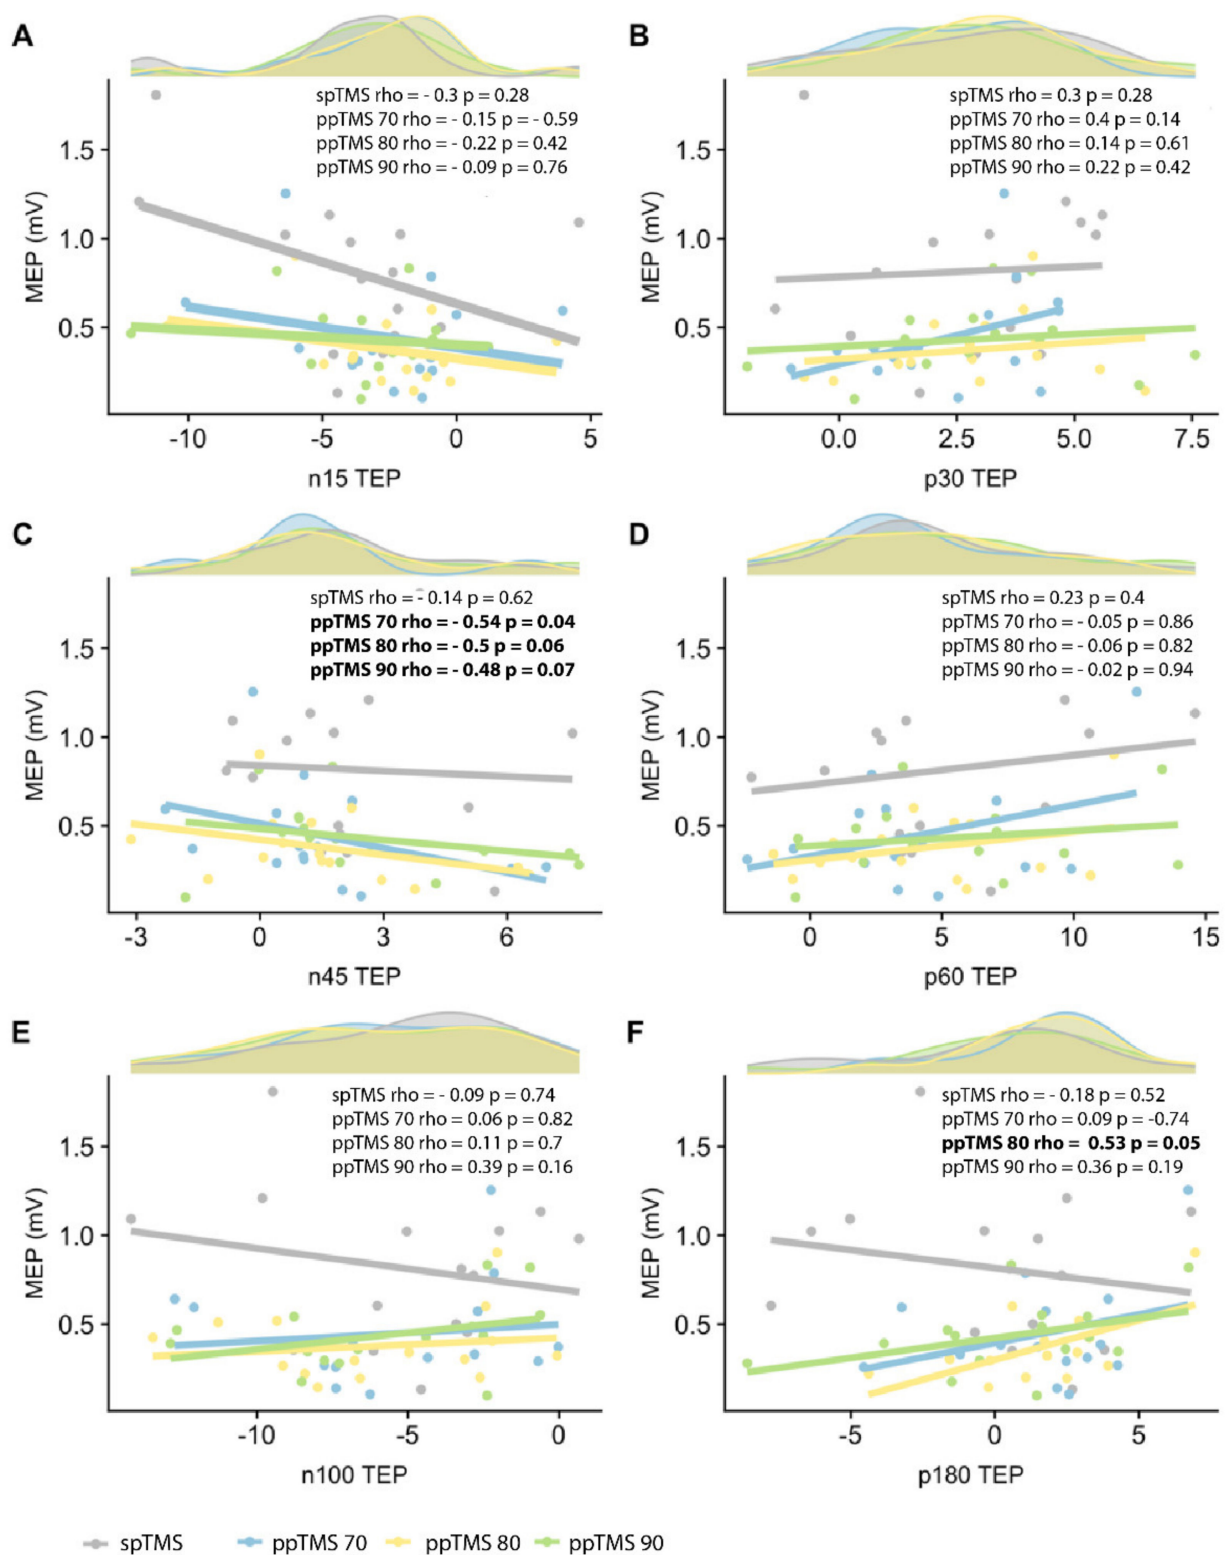 A
spTMS rho = - 0.3 p = 0.28
ppTMS 70 rho = - 0.15 p = - 0.59
ppTMS 80 rho = - 0.22 p = 0.42
ppTMS 90 rho = - 0.09 p = 0.76
MEP (mV)
1.5
1.0
0.5
-10 -5 0 5
n15 TEP
B
spTMS rho = 0.3 p = 0.28
ppTMS 70 rho = 0.4 p = 0.14
ppTMS 80 rho = 0.14 p = 0.61
ppTMS 90 rho = 0.22 p = 0.42
MEP (mV)
1.5
1.0
0.5
0.0 2.5 5.0 7.5
p30 TEP
C
spTMS rho = - 0.14 p = 0.62
ppTMS 70 rho = - 0.54 p = 0.04
ppTMS 80 rho = - 0.5 p = 0.06
ppTMS 90 rho = - 0.48 p = 0.07
MEP (mV)
1.5
1.0
0.5
-3 0 3 6
n45 TEP
D
spTMS rho = 0.23 p = 0.4
ppTMS 70 rho = - 0.05 p = 0.86
ppTMS 80 rho = - 0.06 p = 0.82
ppTMS 90 rho = - 0.02 p = 0.94
MEP (mV)
1.5
1.0
0.5
0 5 10 15
p60 TEP
E
spTMS rho = - 0.09 p = 0.74
ppTMS 70 rho = 0.06 p = 0.82
ppTMS 80 rho = 0.11 p = 0.7
ppTMS 90 rho = 0.39 p = 0.16
MEP (mV)
1.5
1.0
0.5
-10 -5 0
n100 TEP
F
spTMS rho = - 0.18 p = 0.52
ppTMS 70 rho = 0.09 p = -0.74
ppTMS 80 rho = 0.53 p = 0.05
ppTMS 90 rho = 0.36 p = 0.19
MEP (mV)
1.5
1.0
0.5
-5 0 5
p180 TEP
spTMS ppTMS 70 ppTMS 80 ppTMS 90